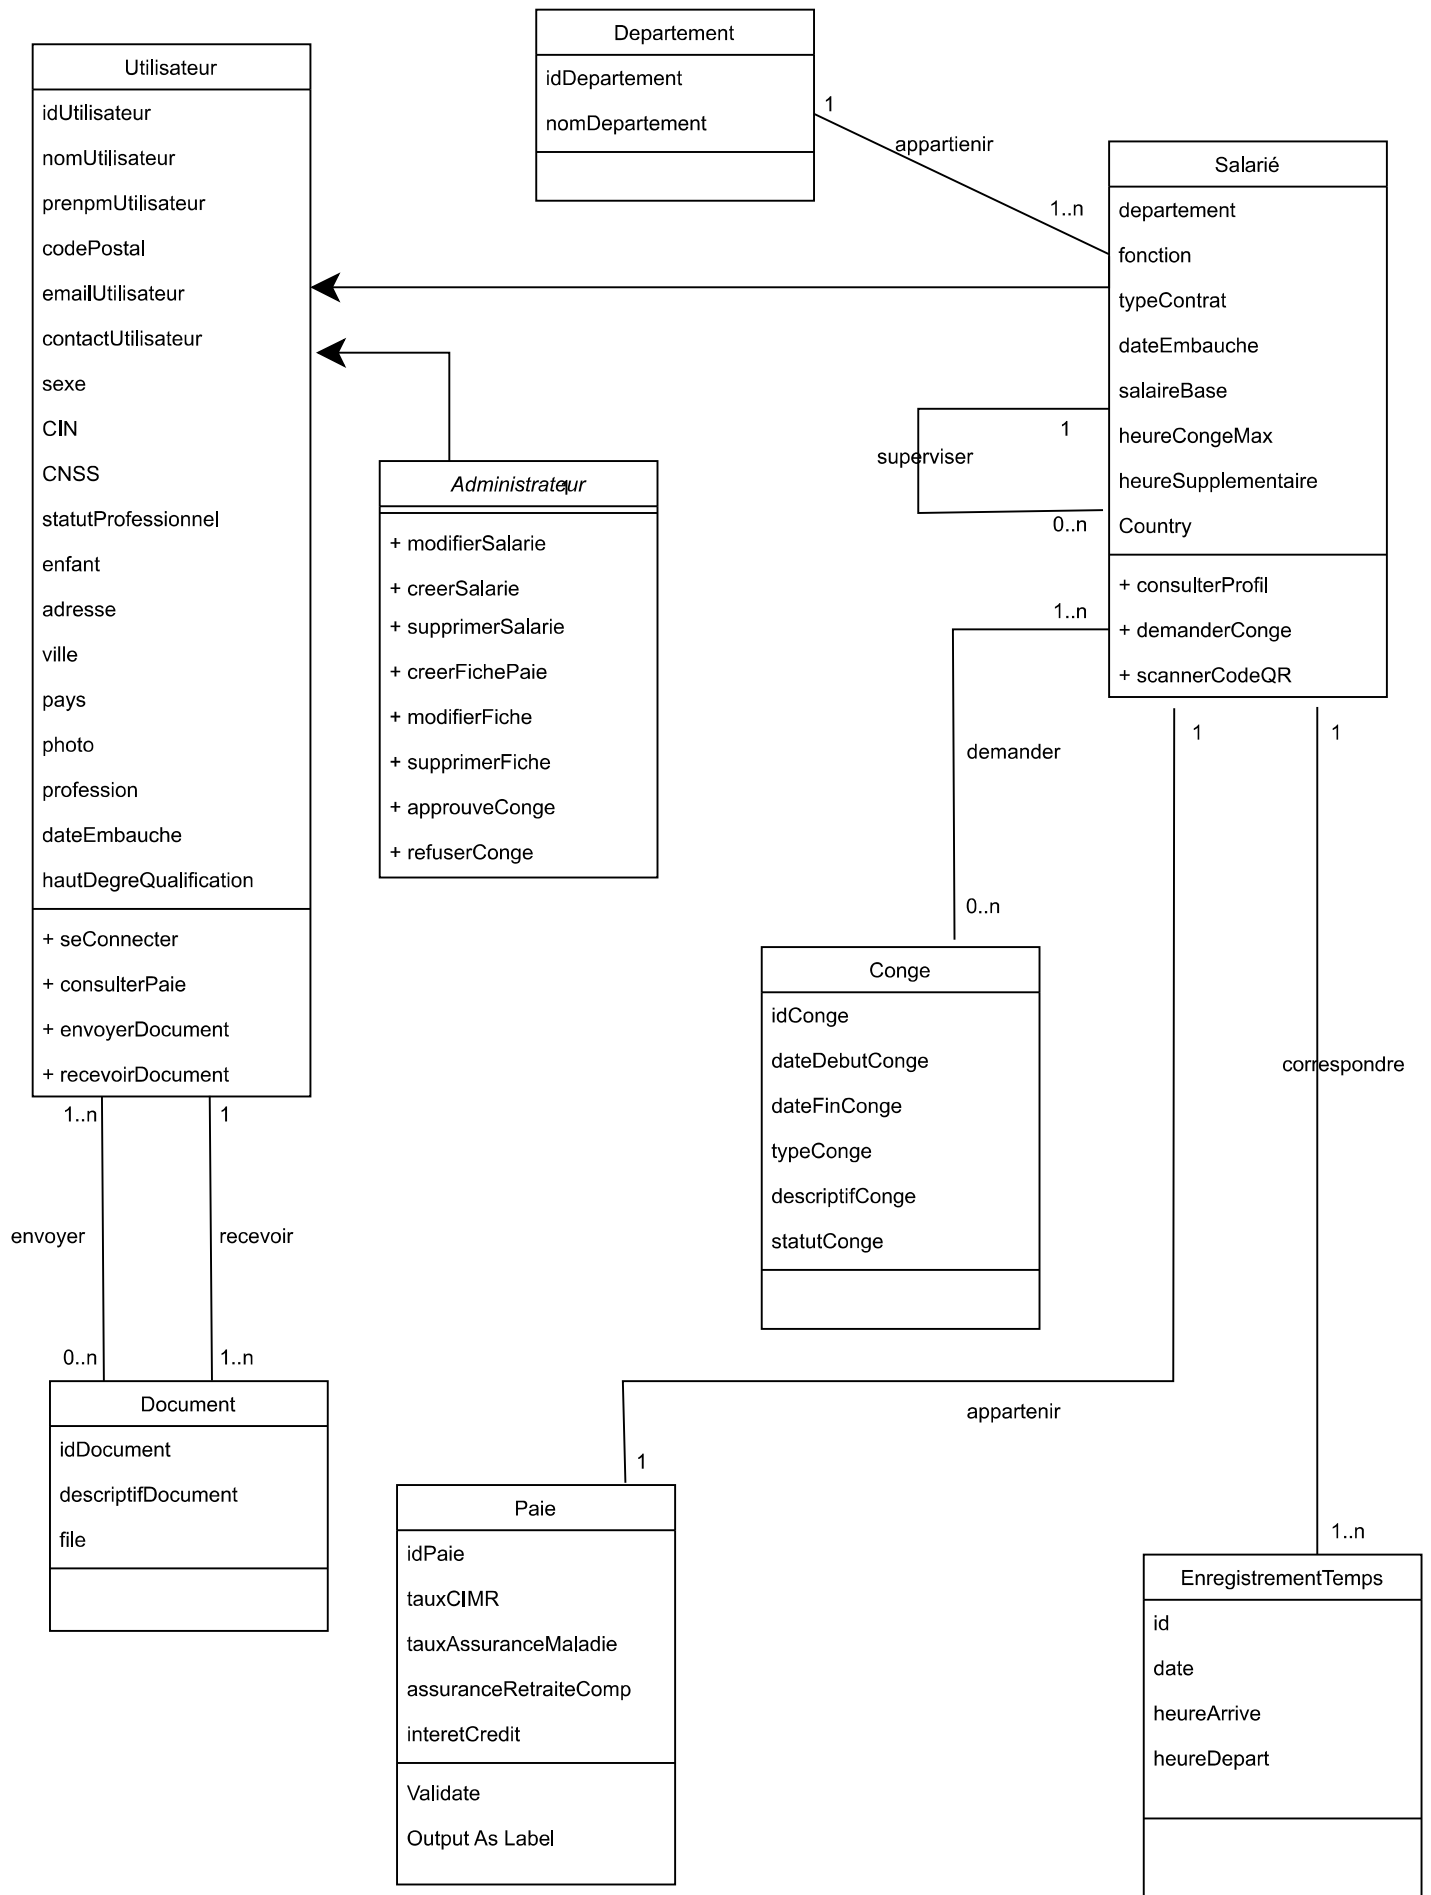 Departement
idDepartement
nomDepartement
Utilisateur
idUtilisateur
nomUtilisateur
prenpmUtilisateur
codePostal
emailUtilisateur
contactUtilisateur
sexe
CIN
CNSS
statutProfessionnel
enfant
adresse
ville
pays
photo
profession
dateEmbauche
hautDegreQualification
+ seConnecter
+ consulterPaie
+ envoyerDocument
+ recevoirDocument
1
appartienir
1..n
Salarié
departement
fonction
typeContrat
dateEmbauche
salaireBase
heureCongeMax
heureSupplementaire
Country
+ consulterProfil
+ demanderConge
+ scannerCodeQR
1
superviser
0..n
Administrateur
+ modifierSalarie
+ creerSalarie
+ supprimerSalarie
+ creerFichePaie
+ modifierFiche
+ supprimerFiche
+ approuveConge
+ refuserConge
1..n
demander
0..n
1
1
Conge
idConge
dateDebutConge
dateFinConge
typeConge
descriptifConge
statutConge
correspondre
1..n
1
envoyer
recevoir
0..n
1..n
Document
idDocument
descriptifDocument
file
appartenir
1
Paie
idPaie
tauxCIMR
tauxAssuranceMaladie
assuranceRetraiteComp
interetCredit
Validate
Output As Label
1..n
EnregistrementTemps
id
date
heureArrive
heureDepart